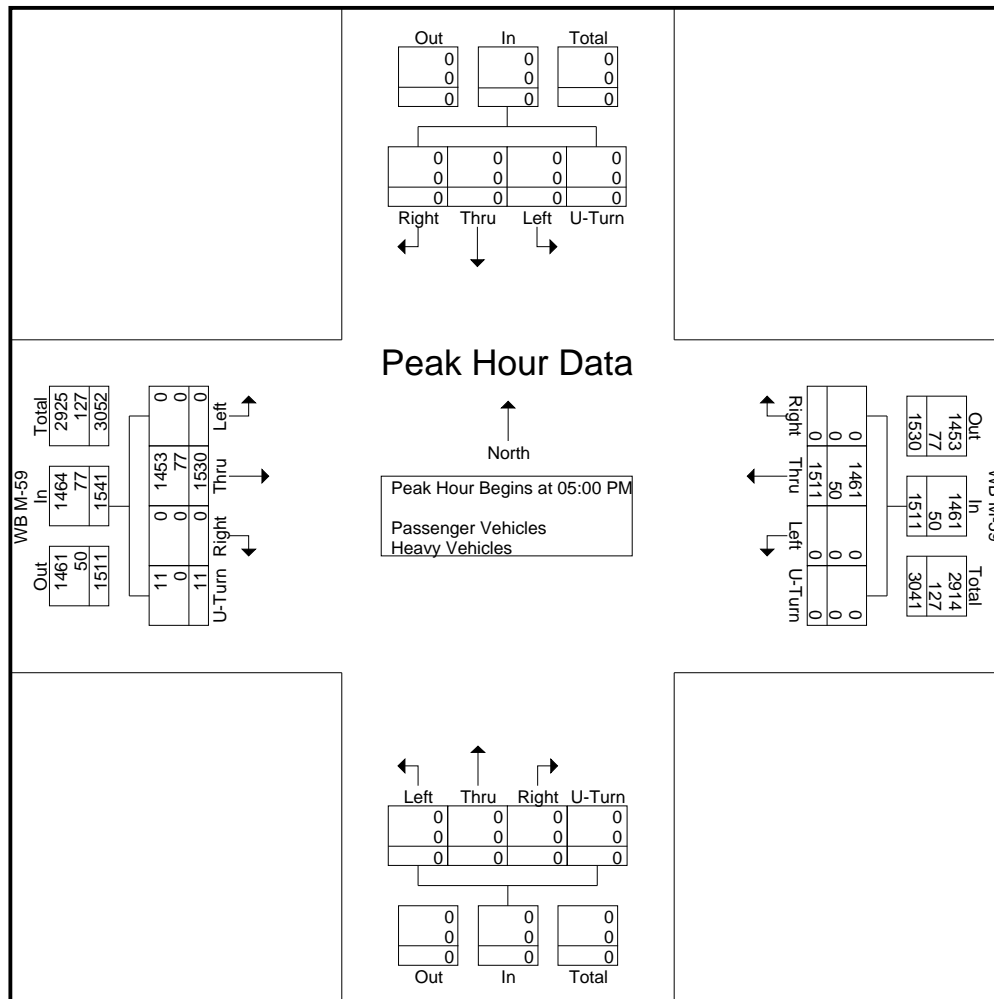 Out In Total
0 0 0
0 0 0
0 0 0
0 0 0 0
0 0 0 0
0 0 0 0
Right Thru Left U-Turn
Peak Hour Data
North
Peak Hour Begins at 05:00 PM
Passenger Vehicles
Heavy Vehicles
WB M-59
Out In Total
1461 1464 2925
50 77 127
1511 1541 3052
11 0 1453 0
0 0 77 0
11 0 1530 0
U-Turn Right Thru Left
WB M-59
Out In Total
1453 1461 2914
77 50 127
1530 1511 3041
0 1461 0 0
0 50 0 0
0 1511 0 0
Right Thru Left U-Turn
Left Thru Right U-Turn
0 0 0 0
0 0 0 0
0 0 0 0
0 0 0
0 0 0
0 0 0
Out In Total